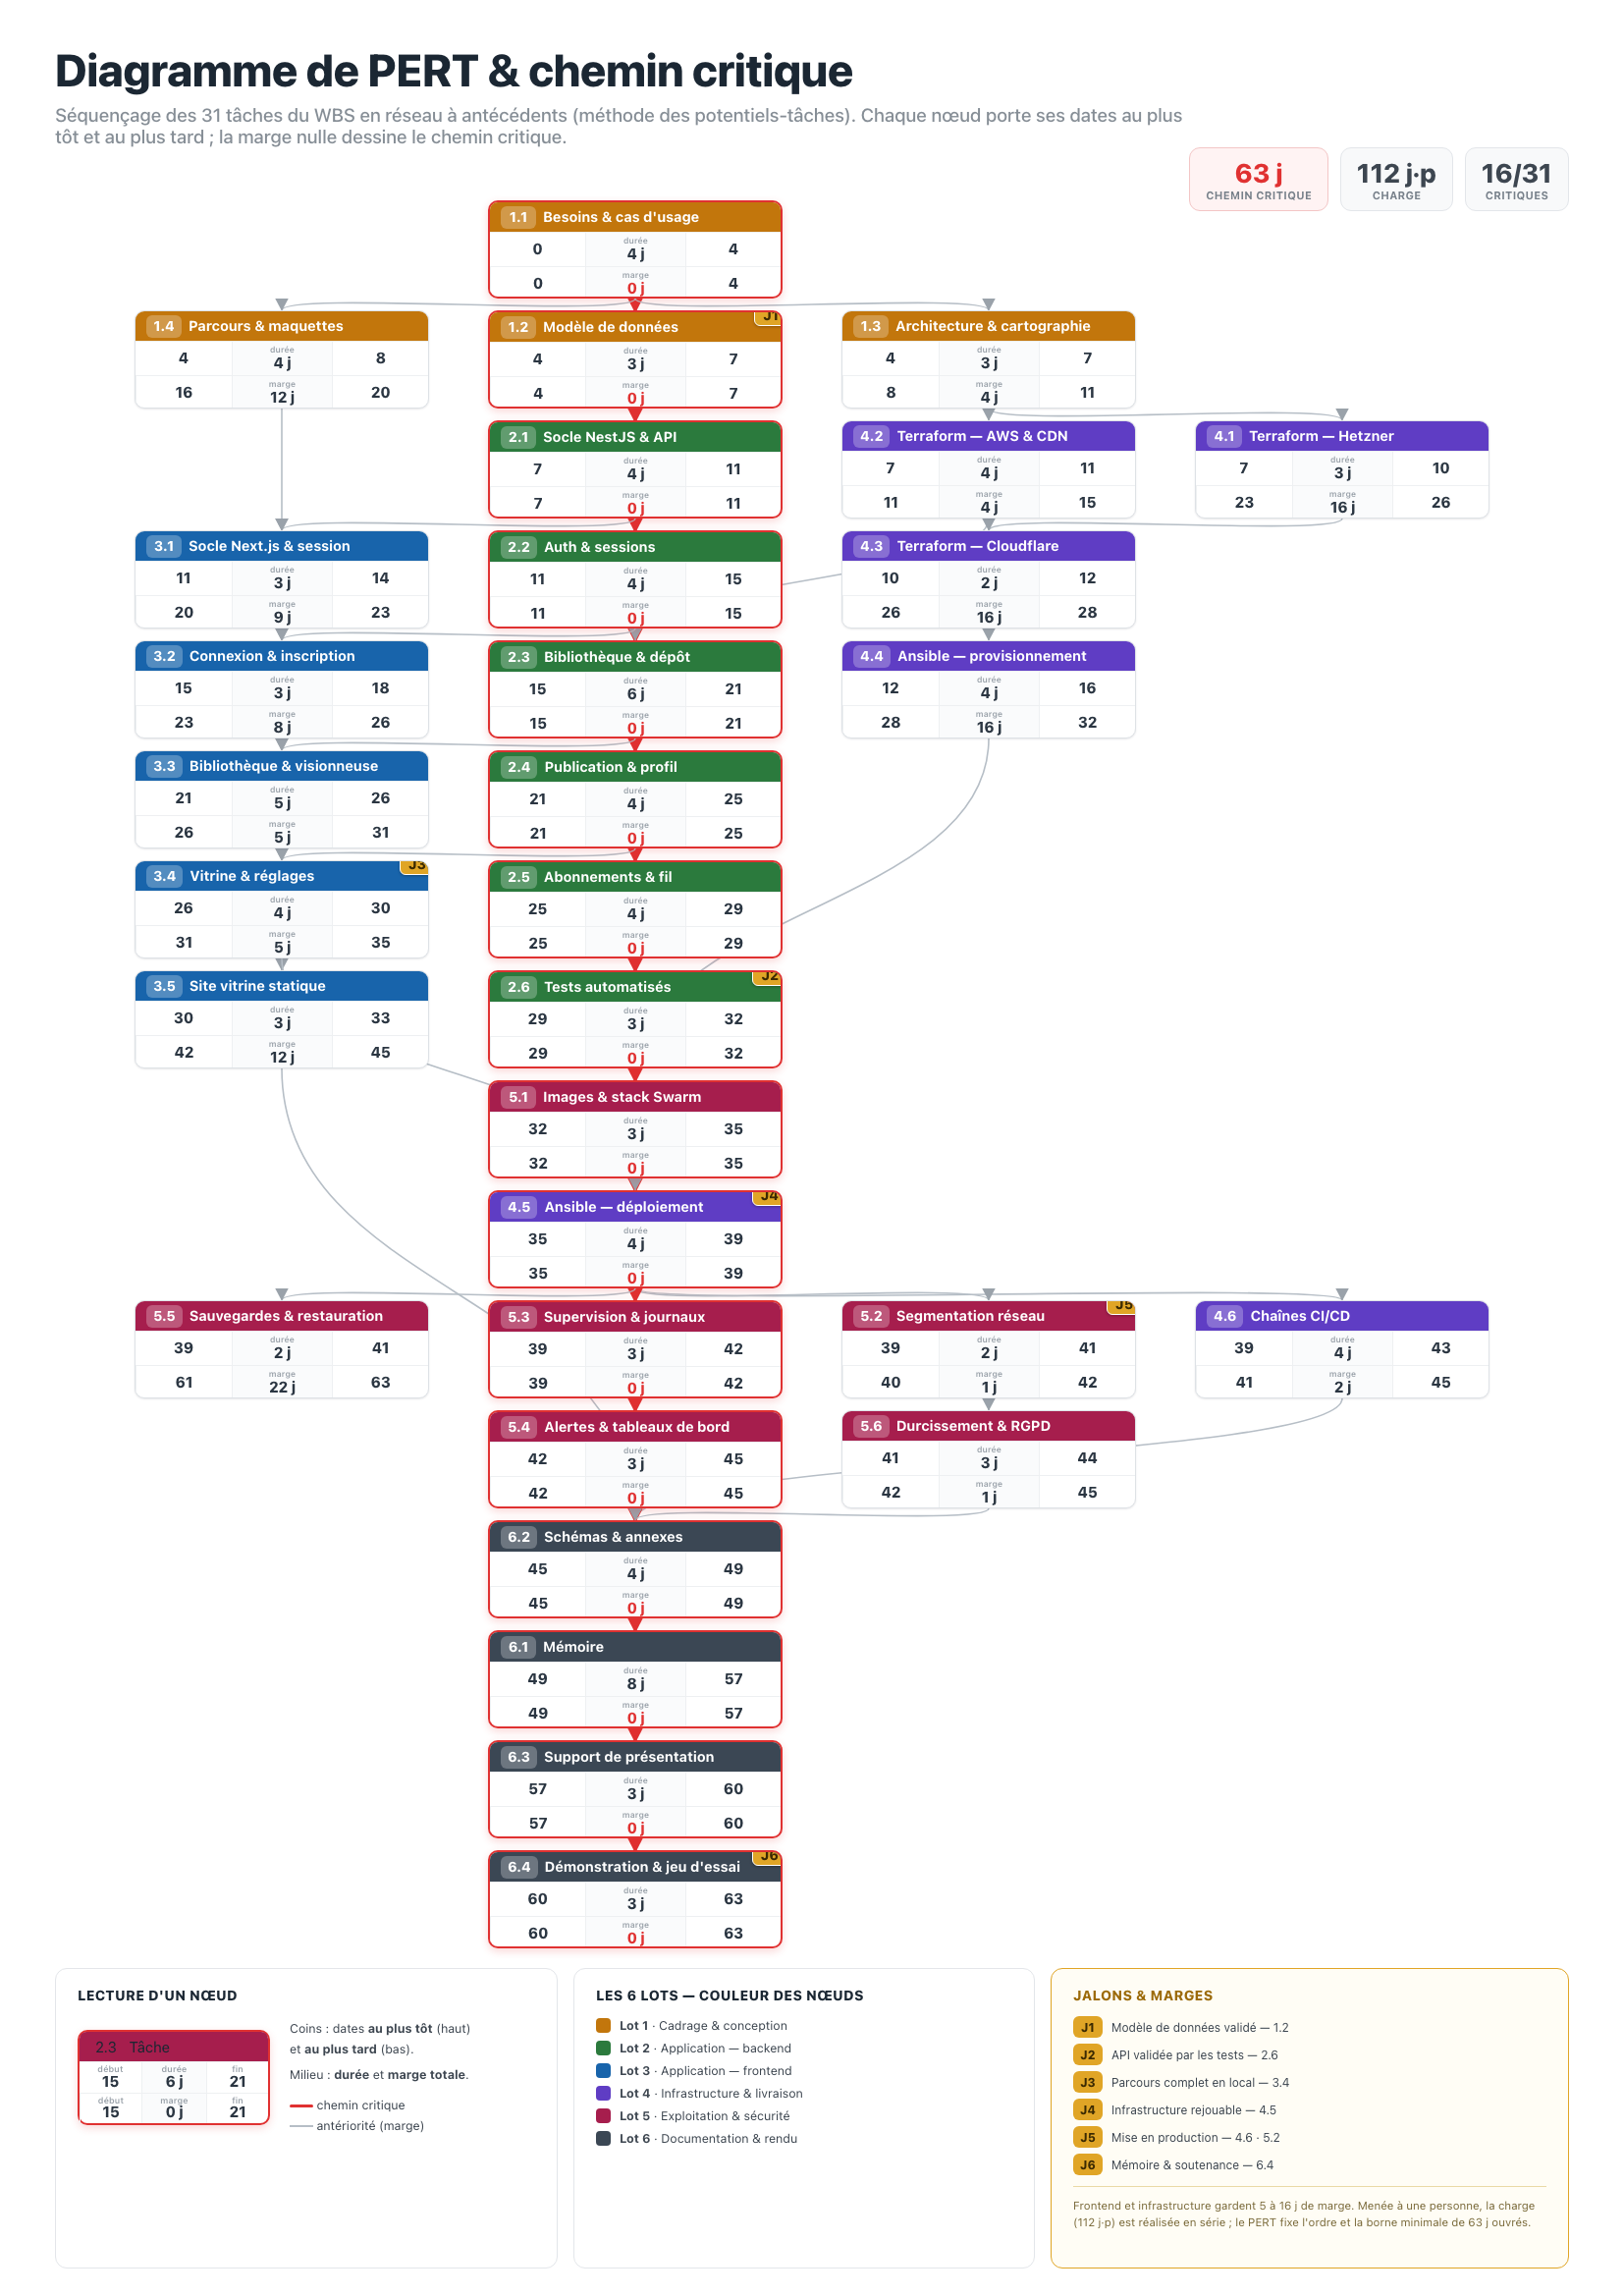 Diagramme de PERT & chemin critique
Séquençage des 31 tâches du WBS en réseau à antécédents (méthode des potentiels-tâches). Chaque nœud porte ses dates au plus
tôt et au plus tard ; la marge nulle dessine le chemin critique.
63 j
CHEMIN CRITIQUE
112 j·p
CHARGE
16/31
CRITIQUES
1.1 Besoins & cas d'usage
0 durée 4 j 4
0 marge 0 j 4
1.4 Parcours & maquettes
4 durée 4 j 8
16 marge 12 j 20
1.2 Modèle de données J1
4 durée 3 j 7
4 marge 0 j 7
1.3 Architecture & cartographie
4 durée 3 j 7
8 marge 4 j 11
2.1 Socle NestJS & API
7 durée 4 j 11
7 marge 0 j 11
4.2 Terraform — AWS & CDN
7 durée 4 j 11
11 marge 4 j 15
4.1 Terraform — Hetzner
7 durée 3 j 10
23 marge 16 j 26
3.1 Socle Next.js & session
11 durée 3 j 14
20 marge 9 j 23
2.2 Auth & sessions
11 durée 4 j 15
11 marge 0 j 15
4.3 Terraform — Cloudflare
10 durée 2 j 12
26 marge 16 j 28
3.2 Connexion & inscription
15 durée 3 j 18
23 marge 8 j 26
2.3 Bibliothèque & dépôt
15 durée 6 j 21
15 marge 0 j 21
4.4 Ansible — provisionnement
12 durée 4 j 16
28 marge 16 j 32
3.3 Bibliothèque & visionneuse
21 durée 5 j 26
26 marge 5 j 31
2.4 Publication & profil
21 durée 4 j 25
21 marge 0 j 25
3.4 Vitrine & réglages J3
26 durée 4 j 30
31 marge 5 j 35
2.5 Abonnements & fil
25 durée 4 j 29
25 marge 0 j 29
3.5 Site vitrine statique
30 durée 3 j 33
42 marge 12 j 45
2.6 Tests automatisés J2
29 durée 3 j 32
29 marge 0 j 32
5.1 Images & stack Swarm
32 durée 3 j 35
32 marge 0 j 35
4.5 Ansible — déploiement J4
35 durée 4 j 39
35 marge 0 j 39
5.5 Sauvegardes & restauration
39 durée 2 j 41
61 marge 22 j 63
5.3 Supervision & journaux
39 durée 3 j 42
39 marge 0 j 42
5.2 Segmentation réseau J5
39 durée 2 j 41
40 marge 1 j 42
4.6 Chaînes CI/CD
39 durée 4 j 43
41 marge 2 j 45
5.4 Alertes & tableaux de bord
42 durée 3 j 45
42 marge 0 j 45
5.6 Durcissement & RGPD
41 durée 3 j 44
42 marge 1 j 45
6.2 Schémas & annexes
45 durée 4 j 49
45 marge 0 j 49
6.1 Mémoire
49 durée 8 j 57
49 marge 0 j 57
6.3 Support de présentation
57 durée 3 j 60
57 marge 0 j 60
6.4 Démonstration & jeu d'essai J6
60 durée 3 j 63
60 marge 0 j 63
LECTURE D'UN NŒUD
2.3 Tâche
début durée fin
15 6 j 21
début marge fin
15 0 j 21
Coins : dates au plus tôt (haut)
et au plus tard (bas).
Milieu : durée et marge totale.
chemin critique
antériorité (marge)
LES 6 LOTS — COULEUR DES NŒUDS
Lot 1 · Cadrage & conception
Lot 2 · Application — backend
Lot 3 · Application — frontend
Lot 4 · Infrastructure & livraison
Lot 5 · Exploitation & sécurité
Lot 6 · Documentation & rendu
JALONS & MARGES
J1 Modèle de données validé — 1.2
J2 API validée par les tests — 2.6
J3 Parcours complet en local — 3.4
J4 Infrastructure rejouable — 4.5
J5 Mise en production — 4.6 · 5.2
J6 Mémoire & soutenance — 6.4
Frontend et infrastructure gardent 5 à 16 j de marge. Menée à une personne, la charge
(112 j·p) est réalisée en série ; le PERT fixe l'ordre et la borne minimale de 63 j ouvrés.